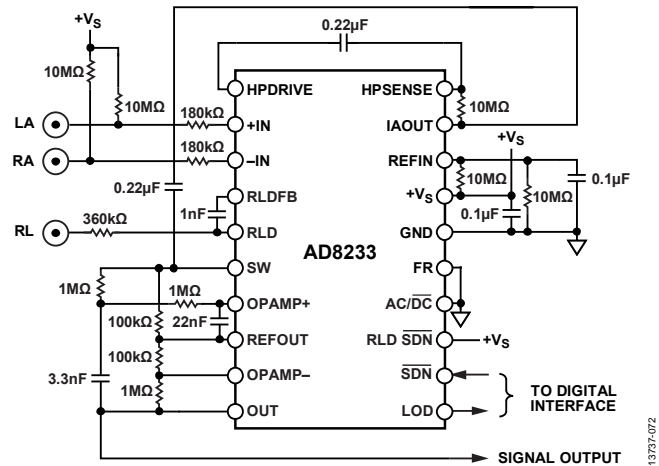 +VS
0.22µF
10MΩ
10MΩ
LA
180kΩ
RA
180kΩ
0.22µF
1nF
RL
360kΩ
1MΩ
1MΩ
100kΩ
22nF
100kΩ
3.3nF
1MΩ
HPDRIVE
+IN
–IN
RLDFB
RLD
SW
OPAMP+
REFOUT
OPAMP–
OUT
AD8233
HPSENSE
IAOUT
REFIN
+VS
GND
FR
AC/DC
RLD SDN
SDN
LOD
10MΩ
+VS
10MΩ
0.1µF
10MΩ
0.1µF
+VS
TO DIGITAL
INTERFACE
SIGNAL OUTPUT
13737-072